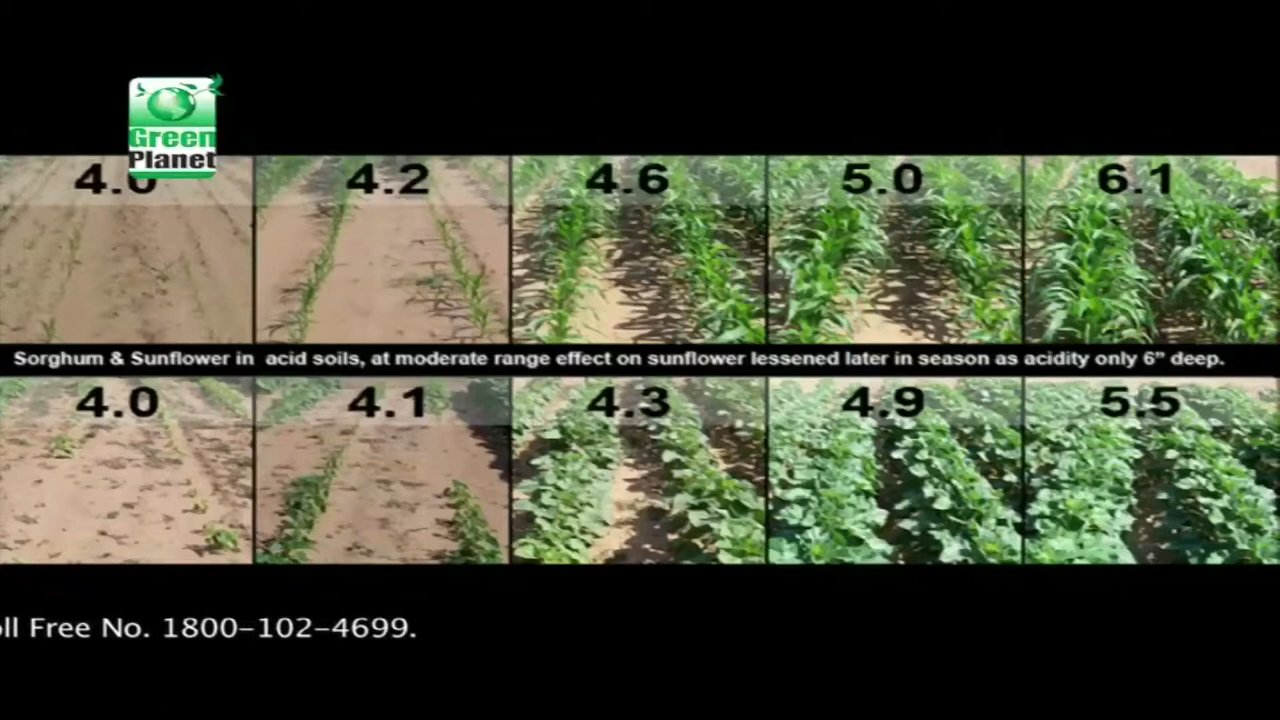 Green
Planet
4.0 4.2 4.6 5.0 6.1
Sorghum & Sunflower in acid soils, at moderate range effect on sunflower lessened later in season as acidity only 6” deep.
4.0 4.1 4.3 4.9 5.5
Free No. 1800-102-4699.